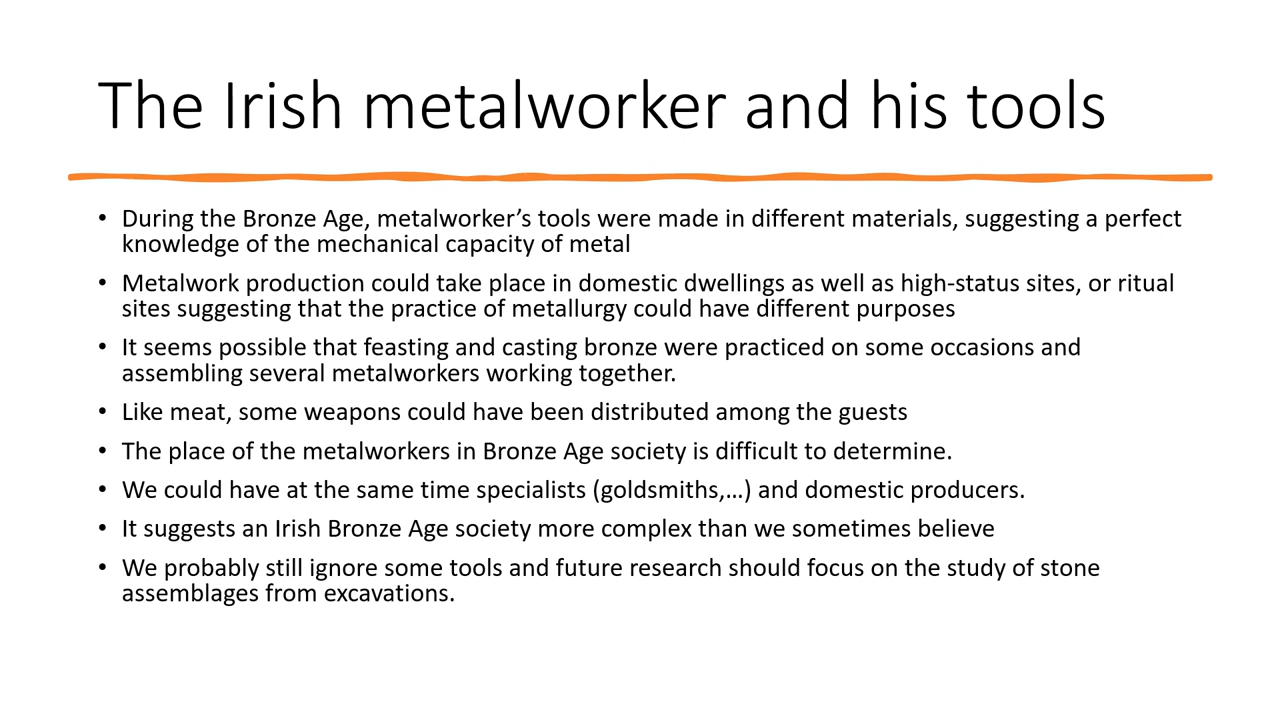 The Irish metalworker and his tools
• During the Bronze Age, metalworker’s tools were made in different materials, suggesting a perfect
knowledge of the mechanical capacity of metal
• Metalwork production could take place in domestic dwellings as well as high-status sites, or ritual
sites suggesting that the practice of metallurgy could have different purposes
• It seems possible that feasting and casting bronze were practiced on some occasions and
assembling several metalworkers working together.
• Like meat, some weapons could have been distributed among the guests
• The place of the metalworkers in Bronze Age society is difficult to determine.
• We could have at the same time specialists (goldsmiths,…) and domestic producers.
• It suggests an Irish Bronze Age society more complex than we sometimes believe
• We probably still ignore some tools and future research should focus on the study of stone
assemblages from excavations.